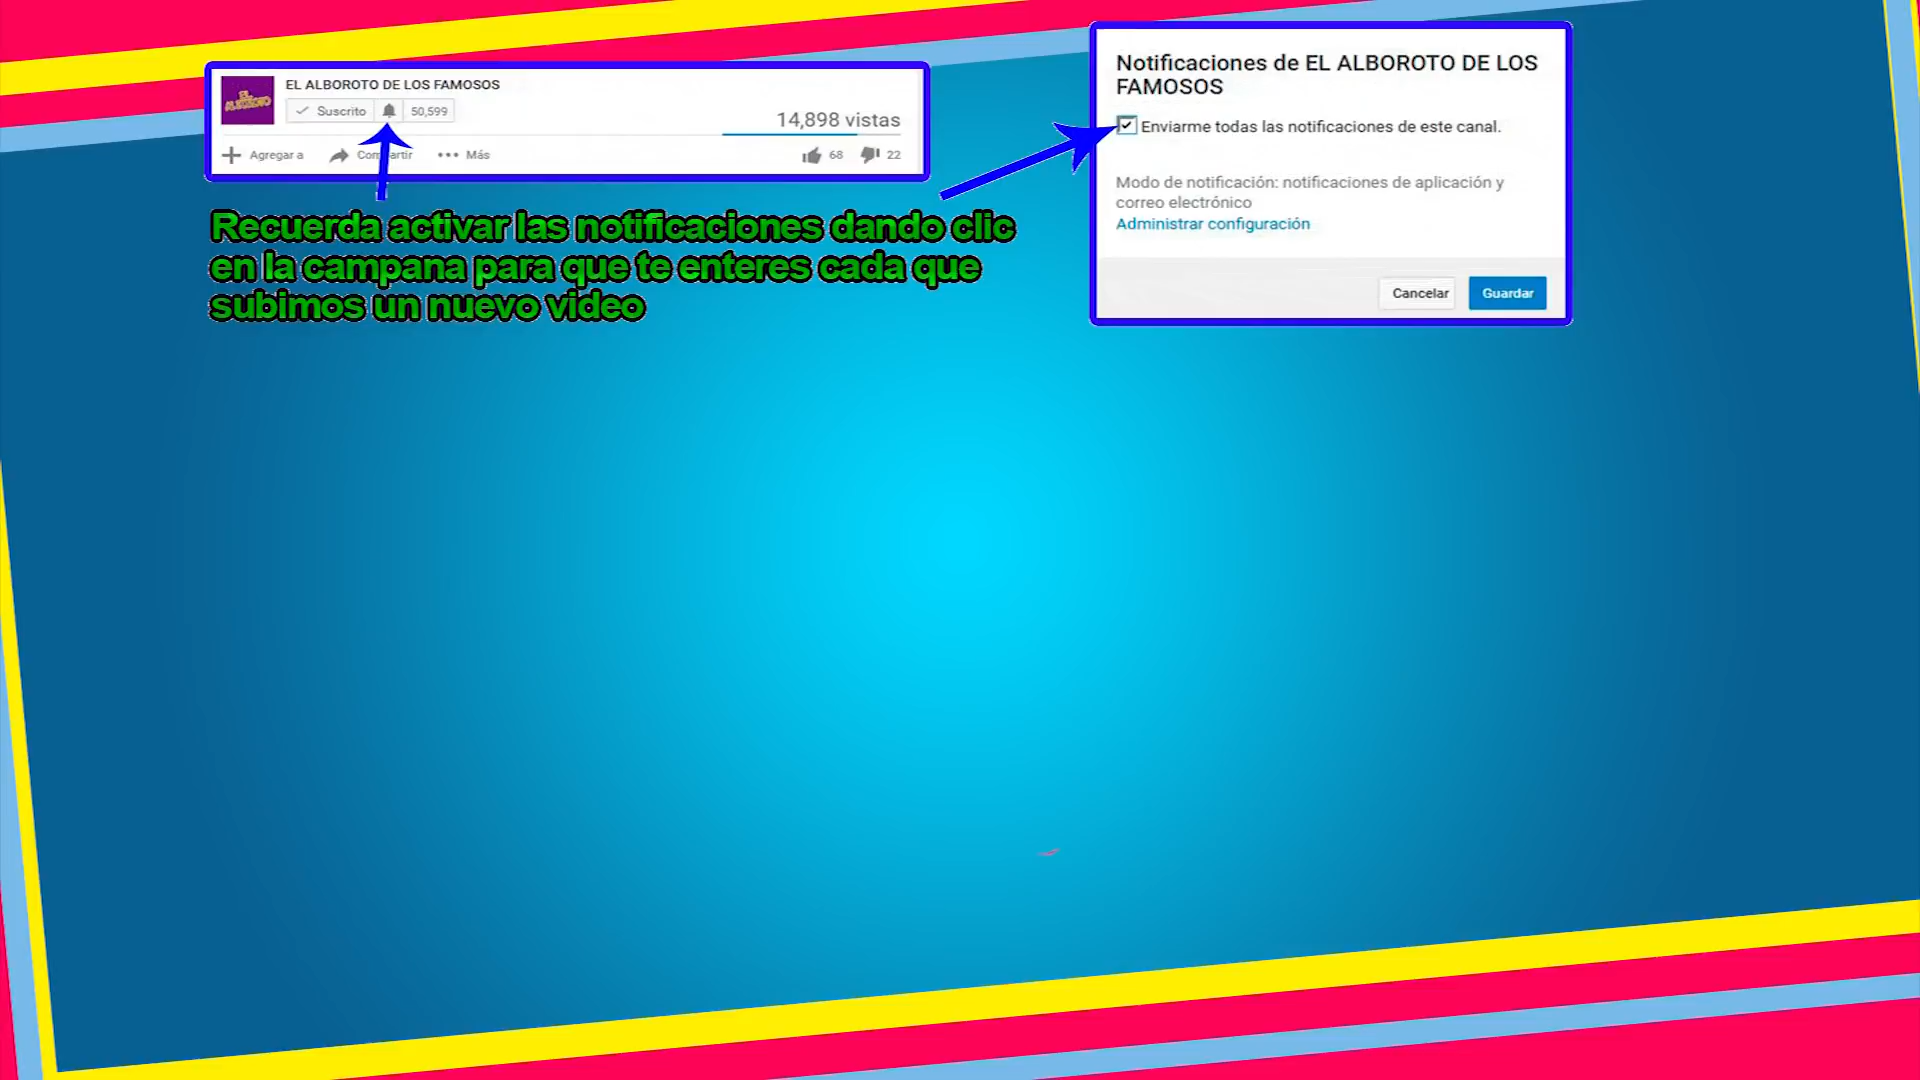 EL ALBOROTO DE LOS FAMOSOS
Suscrito 50,599
14,898 vistas
Agregar a Compartir Más 68 22
Recuerda activar las notificaciones dando clic
en la campana para que te enteres cada que
subimos un nuevo video
Notificaciones de EL ALBOROTO DE LOS
FAMOSOS
Enviarme todas las notificaciones de este canal.
Modo de notificación: notificaciones de aplicación y
correo electrónico
Administrar configuración
Cancelar Guardar
EL
ALBOROTO